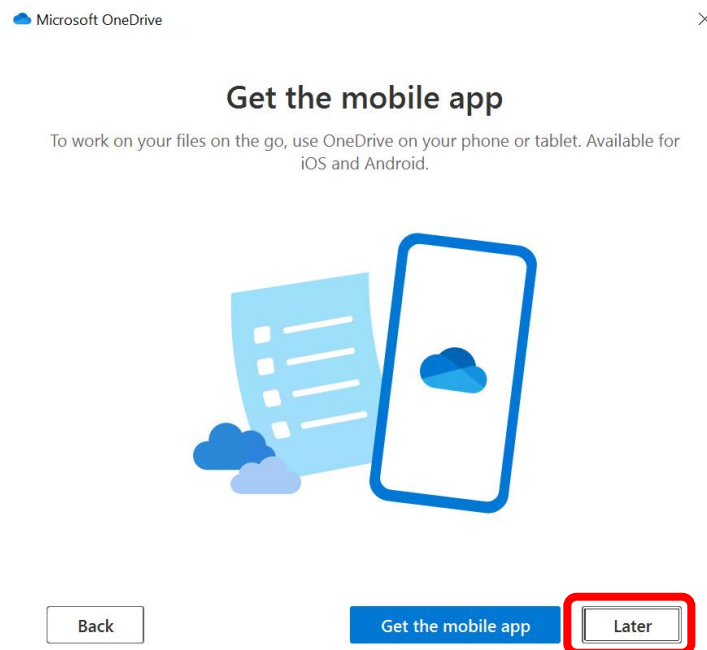 Microsoft OneDrive
Get the mobile app
To work on your files on the go, use OneDrive on your phone or tablet. Available for
iOS and Android.
Back
Get the mobile app
Later